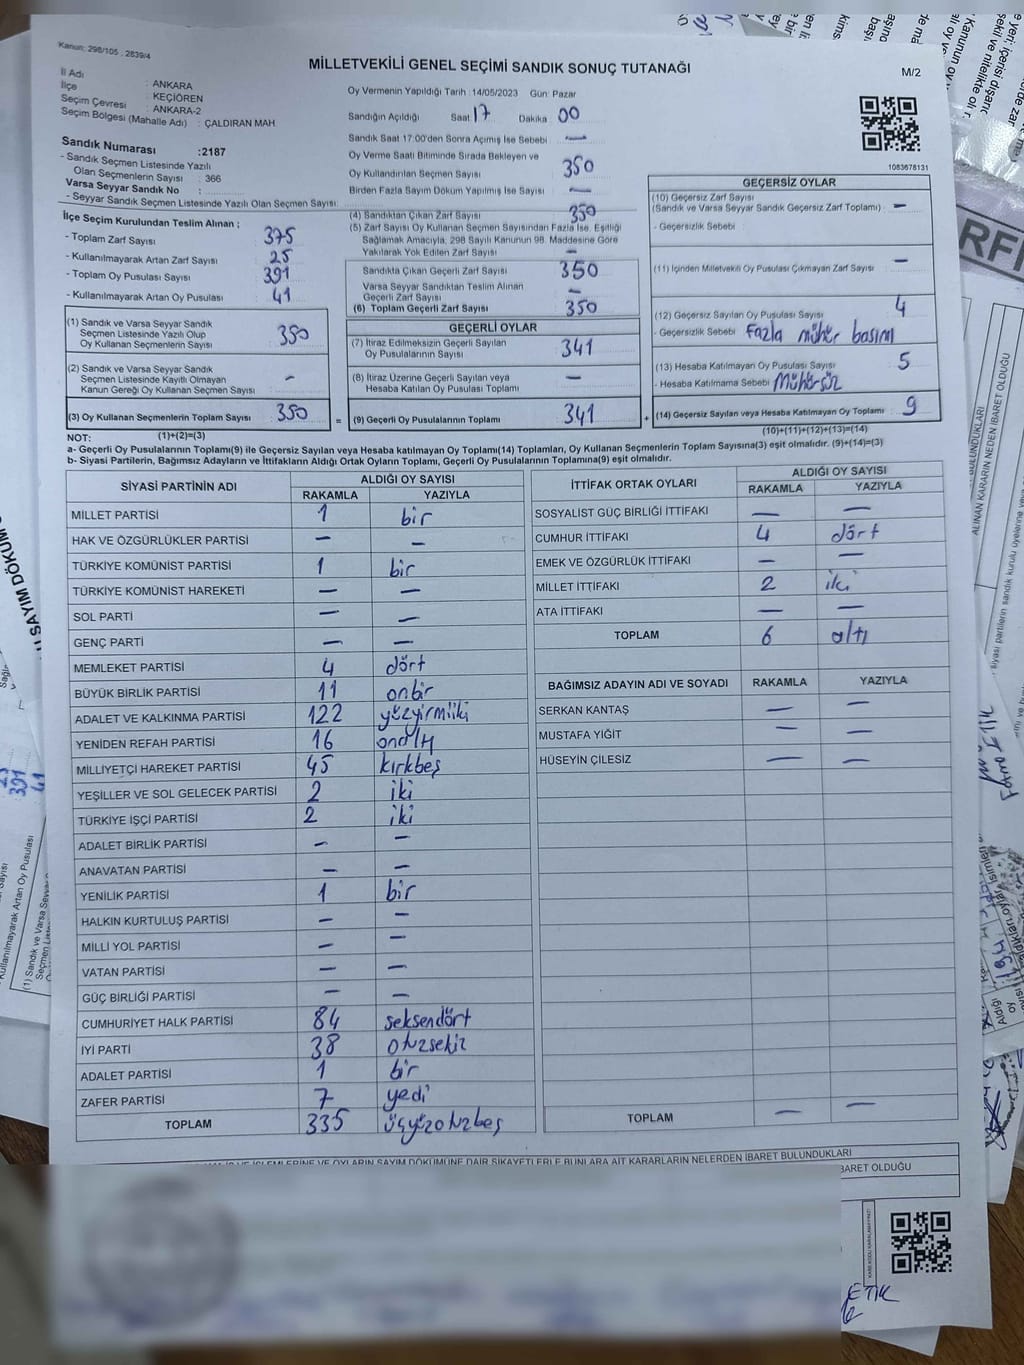 Kanun: 298/105 , 2839/4
MİLLETVEKİLİ GENEL SEÇİMİ SANDIK SONUÇ TUTANAĞI
M/2
İl Adı : ANKARA
İlçe : KEÇİÖREN
Seçim Çevresi : ANKARA-2
Seçim Bölgesi (Mahalle Adı) : ÇALDIRAN MAH.
Sandık Numarası :2187
- Sandık Seçmen Listesinde Yazılı
Olan Seçmenlerin Sayısı : 366
Varsa Seyyar Sandık No :
- Seyyar Sandık Seçmen Listesinde Yazılı Olan Seçmen Sayısı:
Oy Vermenin Yapıldığı Tarih :14/05/2023 Gün: Pazar
Sandığın Açıldığı Saat 17 Dakika 00
Sandık Saat 17:00'den Sonra Açımış İse Sebebi —
Oy Verme Saati Bitiminde Sırada Bekleyen ve
Oy Kullandırılan Seçmen Sayısı 350
Birden Fazla Sayım Döküm Yapılmış İse Sayısı —
1083678131
İlçe Seçim Kurulundan Teslim Alınan ;
- Toplam Zarf Sayısı 375
- Kullanılmayarak Artan Zarf Sayısı 25
- Toplam Oy Pusulası Sayısı 391
- Kullanılmayarak Artan Oy Pusulası 41
(1) Sandık ve Varsa Seyyar Sandık
Seçmen Listesinde Yazılı Olup
Oy Kullanan Seçmenlerin Sayısı 350
(2) Sandık ve Varsa Seyyar Sandık
Seçmen Listesinde Kayıtlı Olmayan
Kanun Gereği Oy Kullanan Seçmen Sayısı -
(3) Oy Kullanan Seçmenlerin Toplam Sayısı 350 =
(1)+(2)=(3)
(4) Sandıktan Çıkan Zarf Sayısı 350
(5) Zarf Sayısı Oy Kullanan Seçmen Sayısından Fazla İse, Eşitliği
Sağlamak Amacıyla, 298 Sayılı Kanunun 98. Maddesine Göre
Yakılarak Yok Edilen Zarf Sayısı —
Sandıkta Çıkan Geçerli Zarf Sayısı 350
Varsa Seyyar Sandıktan Teslim Alınan
Geçerli Zarf Sayısı —
(6) Toplam Geçerli Zarf Sayısı 350
GEÇERLİ OYLAR
(7) İtiraz Edilmeksizin Geçerli Sayılan
Oy Pusulalarının Sayısı 341
(8) İtiraz Üzerine Geçerli Sayılan veya
Hesaba Katılan Oy Pusulası Toplamı —
(9) Geçerli Oy Pusulalarının Toplamı 341 +
GEÇERSİZ OYLAR
(10) Geçersiz Zarf Sayısı
(Sandık ve Varsa Seyyar Sandık Geçersiz Zarf Toplamı) : —
- Geçersizlik Sebebi :
(11) İçinden Milletvekili Oy Pusulası Çıkmayan Zarf Sayısı : —
(12) Geçersiz Sayılan Oy Pusulası Sayısı : 4
- Geçersizlik Sebebi Fazla mühür basımı
(13) Hesaba Katılmayan Oy Pusulası Sayısı : 5
- Hesaba Katılmama Sebebi Mühürsüz
(14) Geçersiz Sayılan veya Hesaba Katılmayan Oy Toplamı : 9
(10)+(11)+(12)+(13)=(14)
NOT:
a- Geçerli Oy Pusulalarının Toplamı(9) ile Geçersiz Sayılan veya Hesaba katılmayan Oy Toplamı(14) Toplamları, Oy Kullanan Seçmenlerin Toplam Sayısına(3) eşit olmalıdır. (9)+(14)=(3)
b- Siyasi Partilerin, Bağımsız Adayların ve İttifakların Aldığı Ortak Oyların Toplamı, Geçerli Oy Pusulalarının Toplamına(9) eşit olmalıdır.
SİYASİ PARTİNİN ADI ALDIĞI OY SAYISI
RAKAMLA YAZIYLA
MİLLET PARTİSİ 1 bir
HAK VE ÖZGÜRLÜKLER PARTİSİ — —
TÜRKİYE KOMÜNİST PARTİSİ 1 bir
TÜRKİYE KOMÜNİST HAREKETİ — —
SOL PARTİ — —
GENÇ PARTİ — —
MEMLEKET PARTİSİ 4 dört
BÜYÜK BİRLİK PARTİSİ 11 onbir
ADALET VE KALKINMA PARTİSİ 122 yüzyirmiiki
YENİDEN REFAH PARTİSİ 16 onaltı
MİLLİYETÇİ HAREKET PARTİSİ 45 kırkbeş
YEŞİLLER VE SOL GELECEK PARTİSİ 2 iki
TÜRKİYE İŞÇİ PARTİSİ 2 iki
ADALET BİRLİK PARTİSİ — —
ANAVATAN PARTİSİ — —
YENİLİK PARTİSİ 1 bir
HALKIN KURTULUŞ PARTİSİ — —
MİLLİ YOL PARTİSİ — —
VATAN PARTİSİ — —
GÜÇ BİRLİĞİ PARTİSİ — —
CUMHURİYET HALK PARTİSİ 84 seksendört
İYİ PARTİ 38 otuzsekiz
ADALET PARTİSİ 1 bir
ZAFER PARTİSİ 7 yedi
TOPLAM 335 üçyüzotuzbeş
İTTİFAK ORTAK OYLARI ALDIĞI OY SAYISI
RAKAMLA YAZIYLA
SOSYALİST GÜÇ BİRLİĞİ İTTİFAKI — —
CUMHUR İTTİFAKI 4 dört
EMEK VE ÖZGÜRLÜK İTTİFAKI — —
MİLLET İTTİFAKI 2 iki
ATA İTTİFAKI — —
TOPLAM 6 altı
BAĞIMSIZ ADAYIN ADI VE SOYADI RAKAMLA YAZIYLA
SERKAN KANTAŞ — —
MUSTAFA YİĞİT — —
HÜSEYİN ÇİLESİZ — —
TOPLAM — —
İŞLEMLERİNE VE OYLARIN SAYIM DÖKÜMÜNE DAİR ŞİKAYETLERLE BUNLARA AİT KARARLARIN NELERDEN İBARET BULUNDUKLARI
İBARET OLDUĞU
ETİK